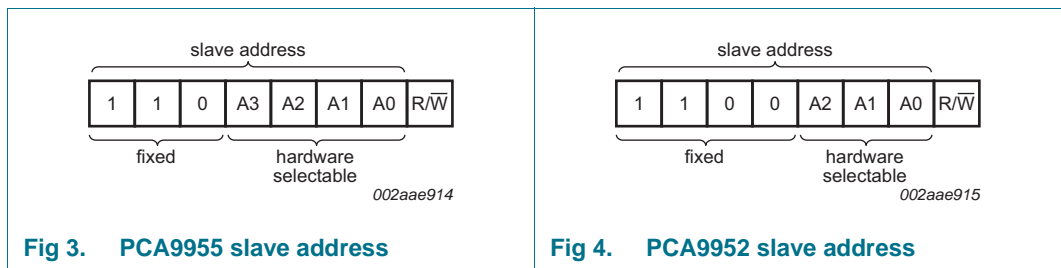 slave address
1 1 0 A3 A2 A1 A0 R/W̅
fixed
hardware
selectable
002aae914
Fig 3. PCA9955 slave address
slave address
1 1 0 0 A2 A1 A0 R/W̅
fixed
hardware
selectable
002aae915
Fig 4. PCA9952 slave address